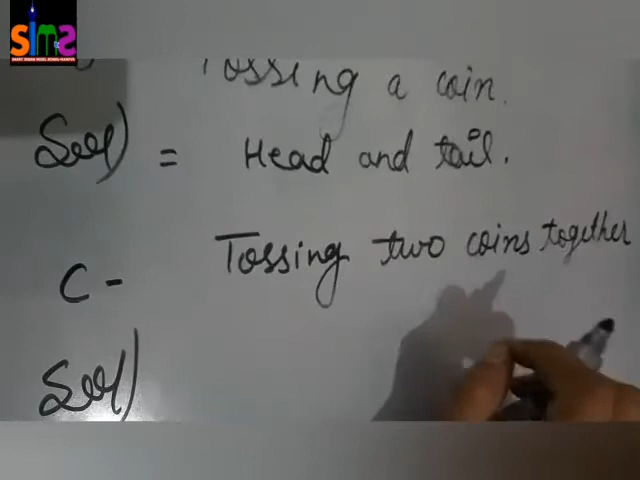 sims
Tossing a coin.
Sol) = Head and tail.
C- Tossing two coins together
Sol)